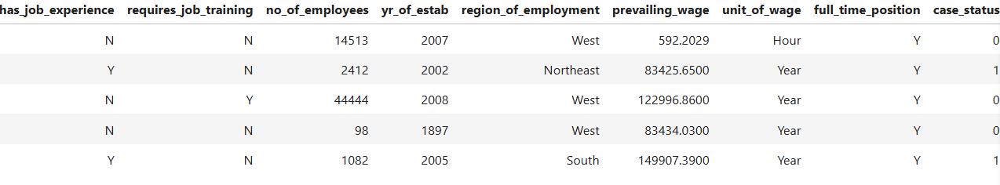 has_job_experience requires_job_training no_of_employees yr_of_estab region_of_employment prevailing_wage unit_of_wage full_time_position case_status
N N 14513 2007 West 592.2029 Hour Y 0
Y N 2412 2002 Northeast 83425.6500 Year Y 1
N Y 44444 2008 West 122996.8600 Year Y 0
N N 98 1897 West 83434.0300 Year Y 0
Y N 1082 2005 South 149907.3900 Year Y 1